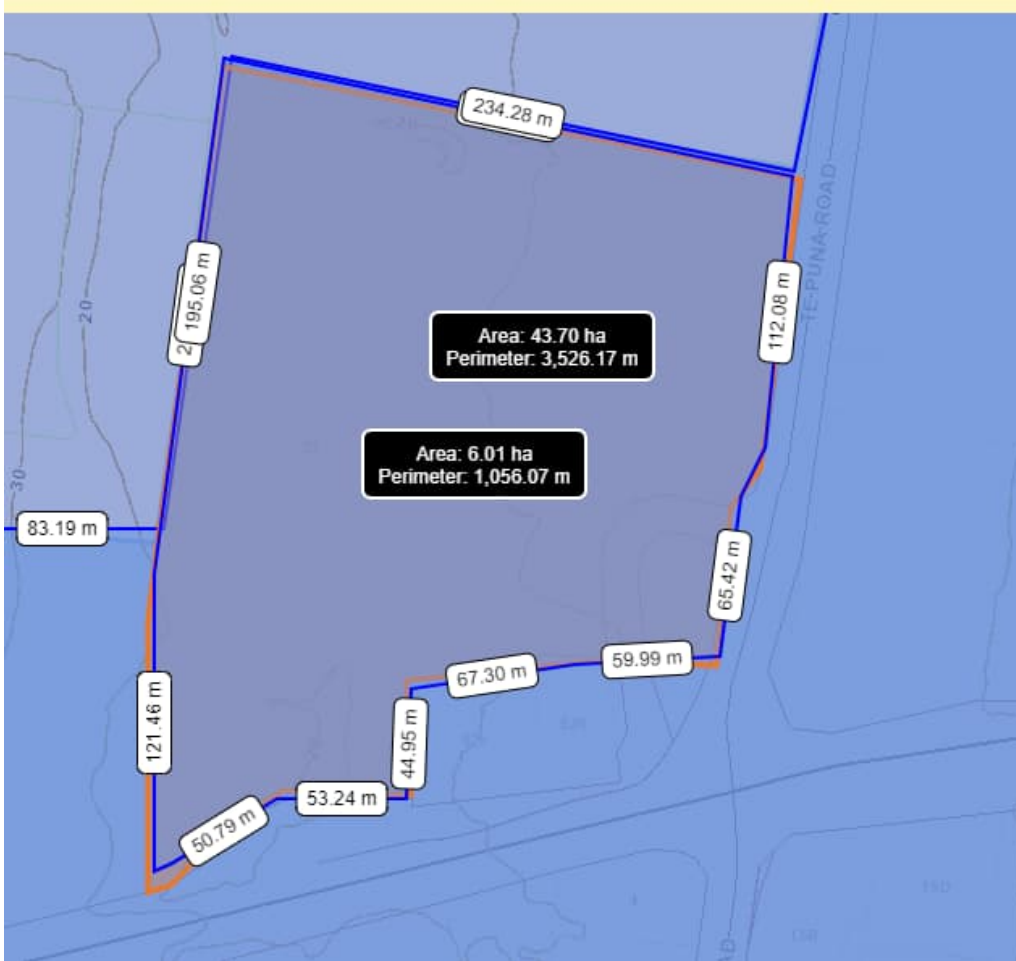 234.28 m
195.06 m
TE PUNA ROAD
112.08 m
20
20
Area: 43.70 ha
Perimeter: 3,526.17 m
Area: 6.01 ha
Perimeter: 1,056.07 m
30
83.19 m
65.42 m
59.99 m
67.30 m
121.46 m
44.95 m
53.24 m
50.79 m